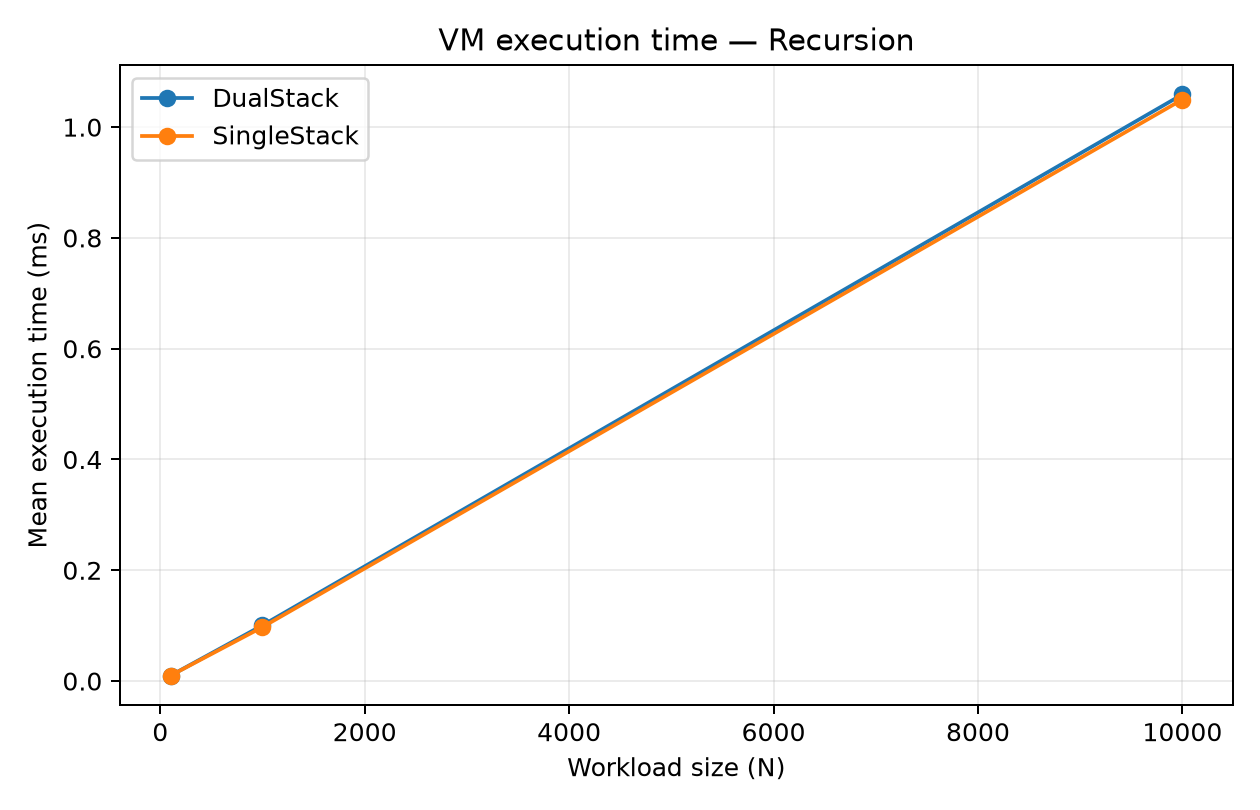 VM execution time — Recursion
DualStack
SingleStack
1.0
0.8
0.6
0.4
0.2
0.0
Mean execution time (ms)
0 2000 4000 6000 8000 10000
Workload size (N)